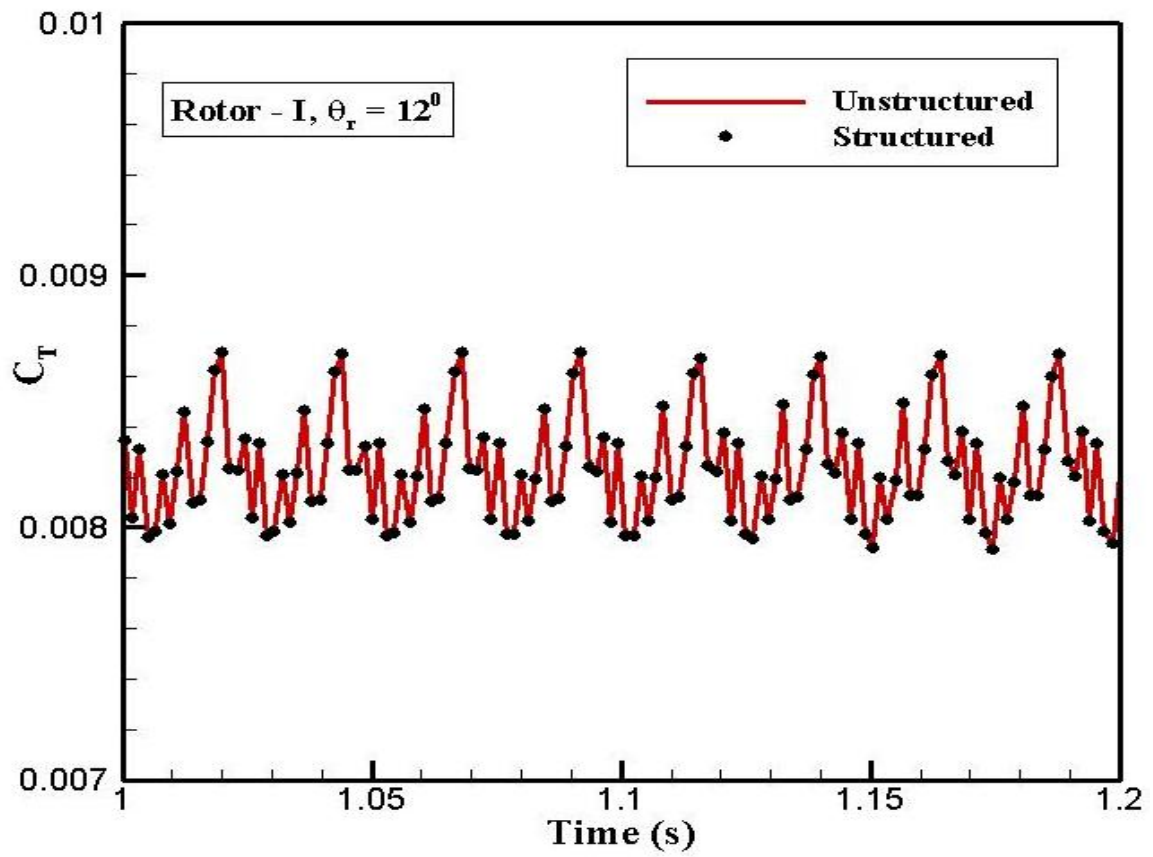 0.01
Rotor - I, θr = 12⁰
Unstructured
Structured
0.009
CT
0.008
0.007
1 1.05 1.1 1.15 1.2
Time (s)